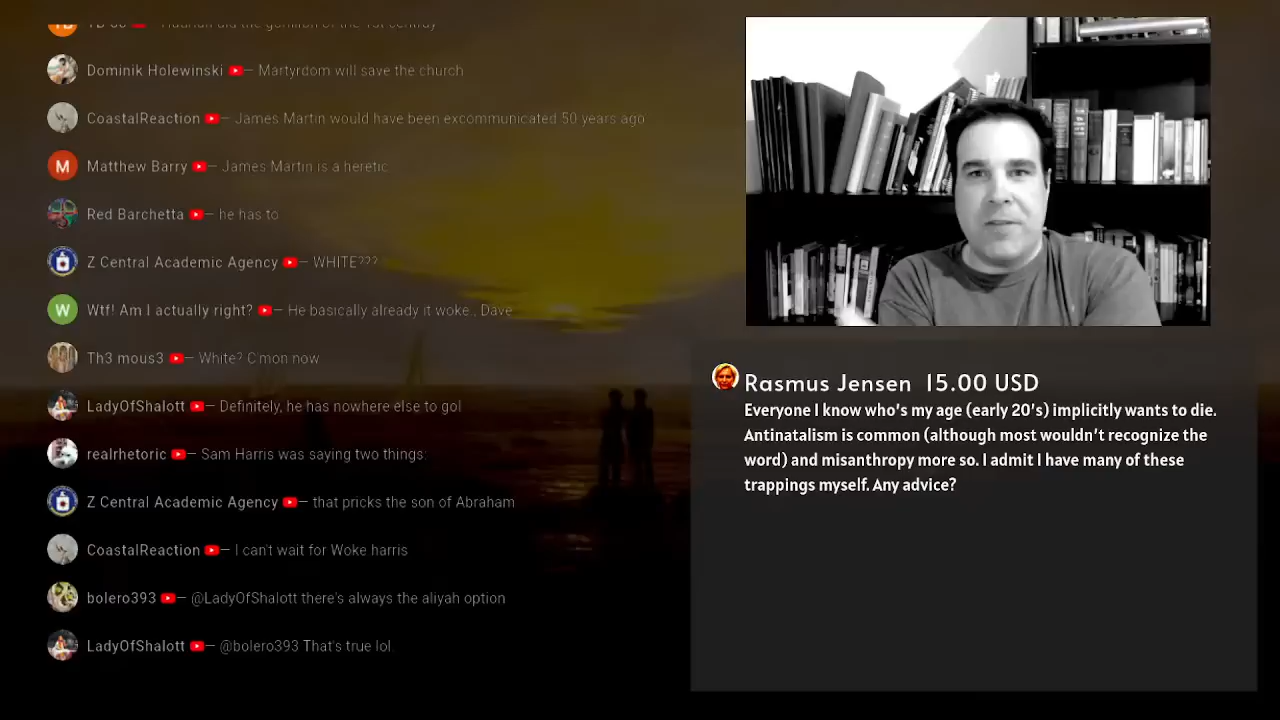 Dominik Holewinski — Martyrdom will save the church
CoastalReaction — James Martin would have been excommunicated 50 years ago
M Matthew Barry — James Martin is a heretic
Red Barchetta — he has to
Z Central Academic Agency — WHITE???
W Wtf! Am I actually right? — He basically already it woke.. Dave
Th3 mous3 — White? C'mon now
LadyOfShalott — Definitely, he has nowhere else to go!
realrhetoric — Sam Harris was saying two things:
Z Central Academic Agency — that pricks the son of Abraham
CoastalReaction — I can't wait for Woke harris
bolero393 — @LadyOfShalott there's always the aliyah option
LadyOfShalott — @bolero393 That's true lol.
Rasmus Jensen 15.00 USD
Everyone I know who's my age (early 20's) implicitly wants to die.
Antinatalism is common (although most wouldn't recognize the
word) and misanthropy more so. I admit I have many of these
trappings myself. Any advice?